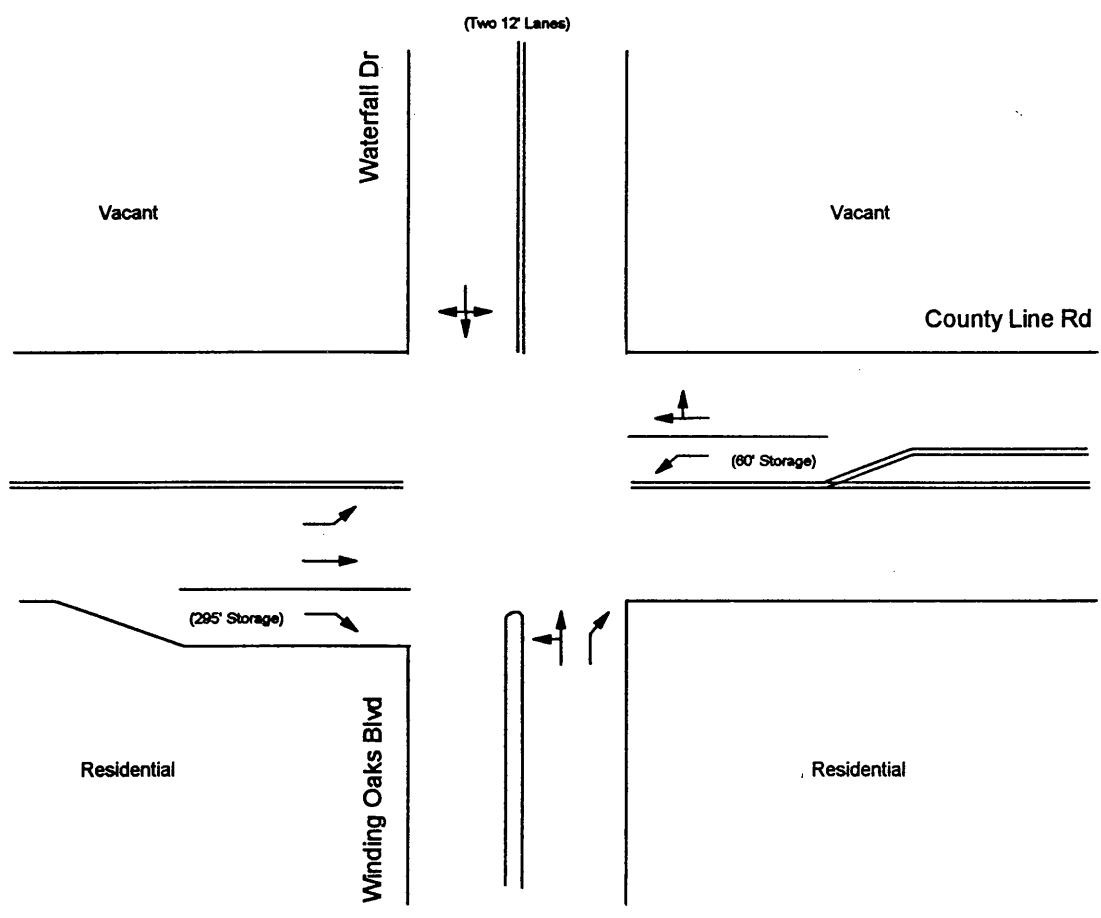 (Two 12' Lanes)
Waterfall Dr
Vacant
Vacant
County Line Rd
(60' Storage)
(295' Storage)
Winding Oaks Blvd
Residential
Residential